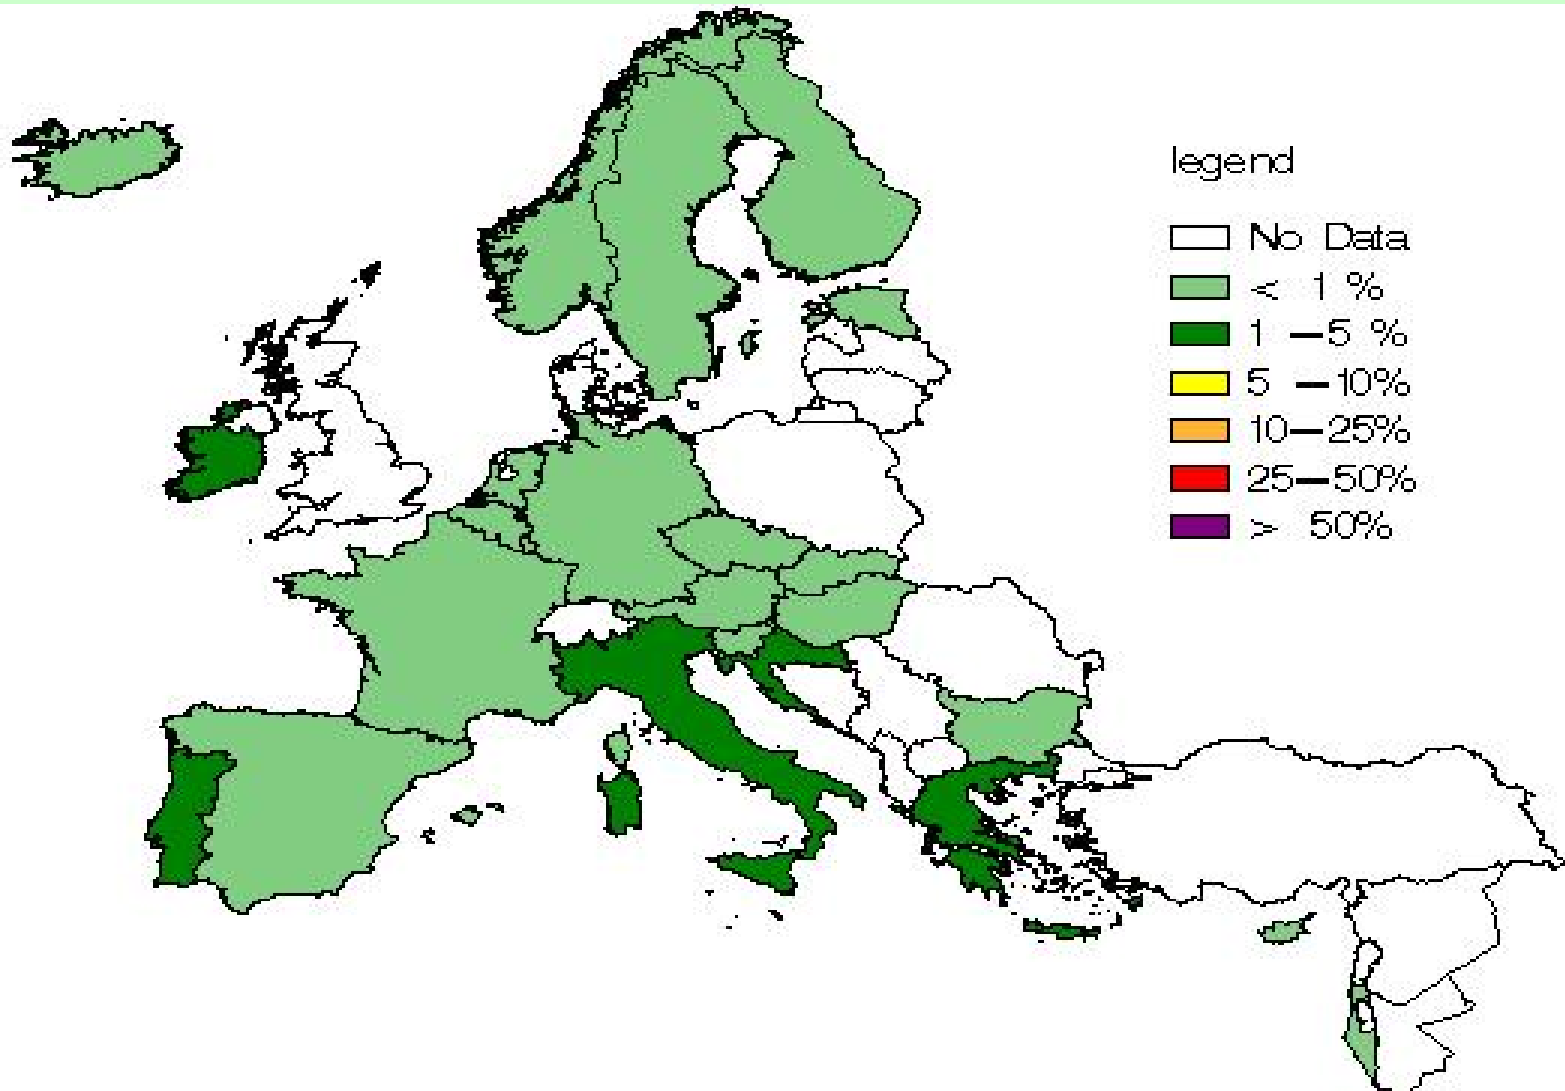 legend
No Data
< 1 %
1 —5 %
5 —10%
10—25%
25—50%
> 50%